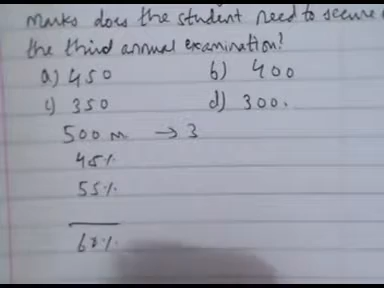 marks does the student need to secure
the third annual examination?
a) 450 b) 400
c) 350 d) 300.
500 m. → 3
45%
55%
60%